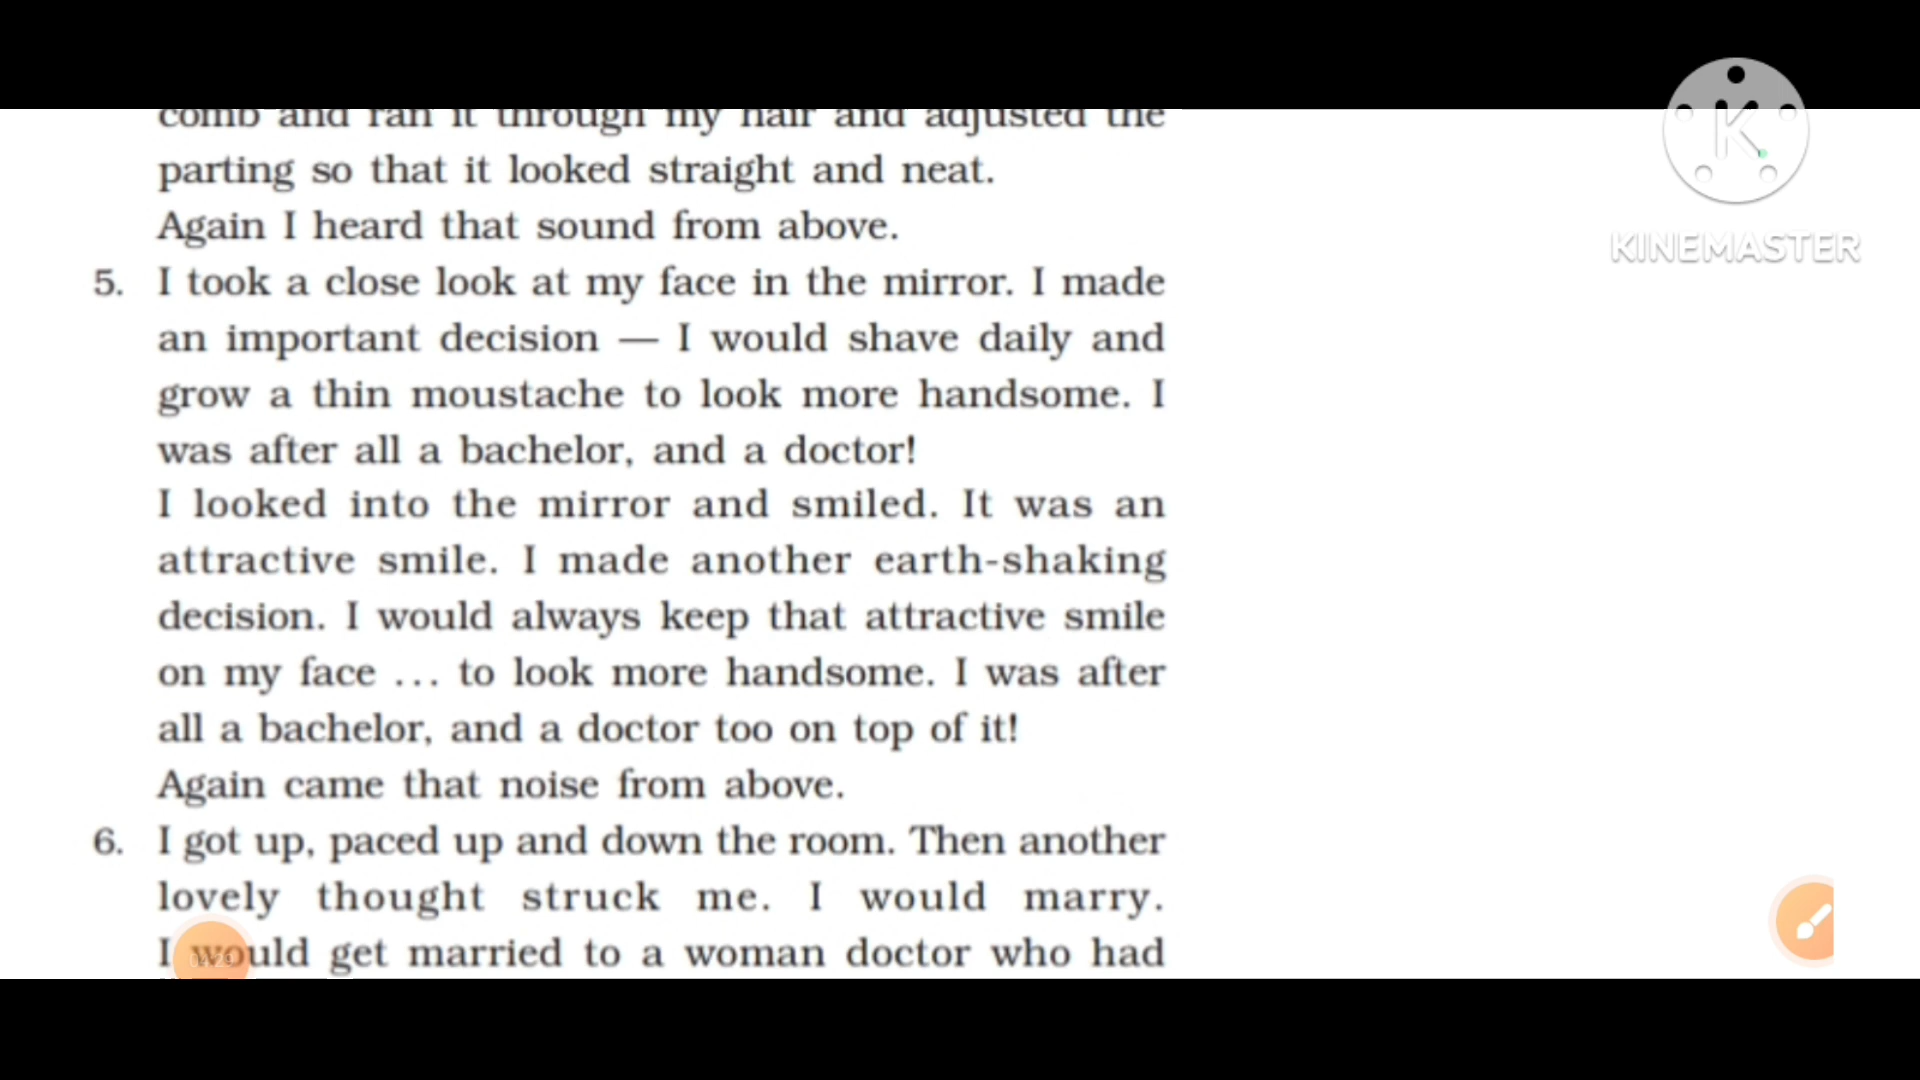 comb and ran it through my hair and adjusted the
parting so that it looked straight and neat.
Again I heard that sound from above.
5. I took a close look at my face in the mirror. I made
an important decision — I would shave daily and
grow a thin moustache to look more handsome. I
was after all a bachelor, and a doctor!
I looked into the mirror and smiled. It was an
attractive smile. I made another earth-shaking
decision. I would always keep that attractive smile
on my face ... to look more handsome. I was after
all a bachelor, and a doctor too on top of it!
Again came that noise from above.
6. I got up, paced up and down the room. Then another
lovely thought struck me. I would marry.
I would get married to a woman doctor who had
04:29
K
KINEMASTER